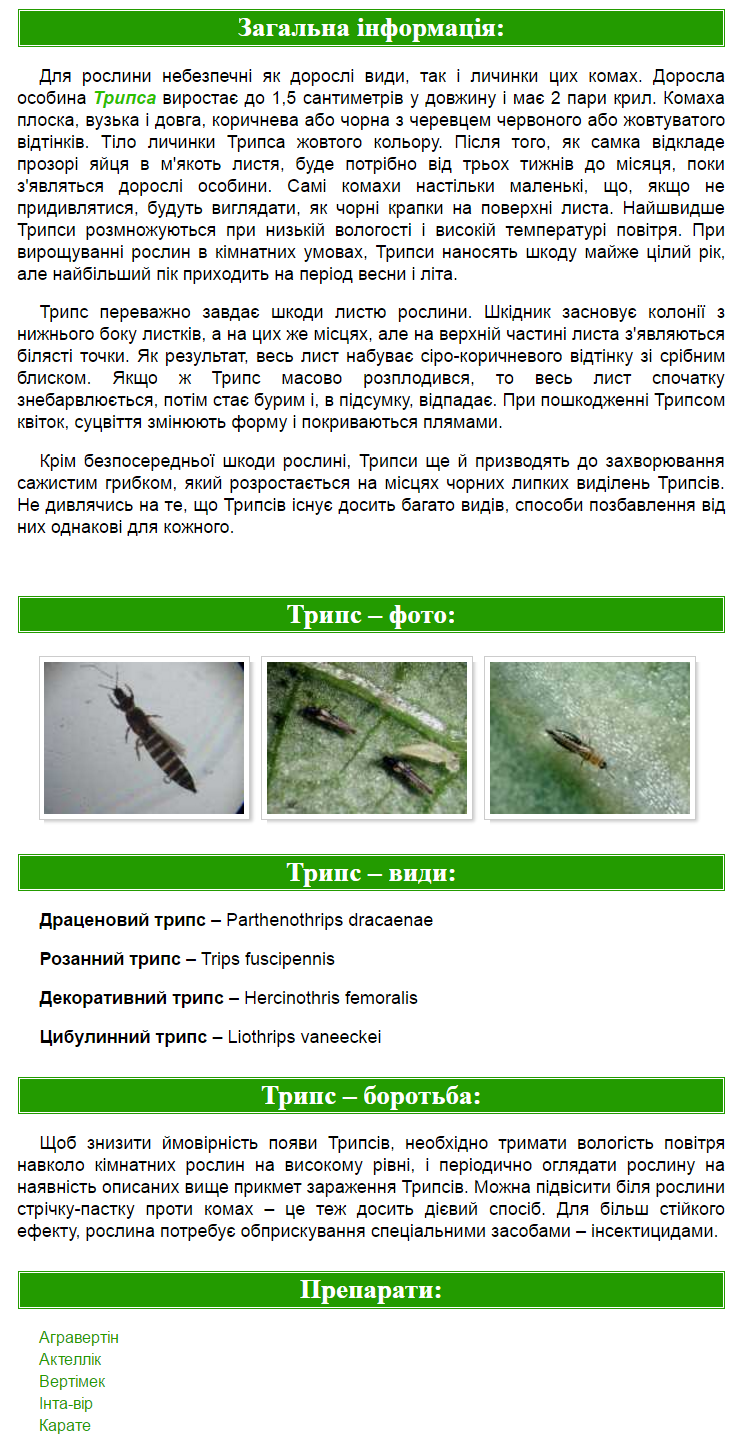 Загальна інформація:
Для рослини небезпечні як дорослі види, так і личинки цих комах. Доросла
особина Трипса виростає до 1,5 сантиметрів у довжину і має 2 пари крил. Комаха
плоска, вузька і довга, коричнева або чорна з черевцем червоного або жовтуватого
відтінків. Тіло личинки Трипса жовтого кольору. Після того, як самка відкладе
прозорі яйця в м'якоть листя, буде потрібно від трьох тижнів до місяця, поки
з'являться дорослі особини. Самі комахи настільки маленькі, що, якщо не
придивлятися, будуть виглядати, як чорні крапки на поверхні листа. Найшвидше
Трипси розмножуються при низькій вологості і високій температурі повітря. При
вирощуванні рослин в кімнатних умовах, Трипси наносять шкоду майже цілий рік,
але найбільший пік приходить на період весни і літа.
Трипс переважно завдає шкоди листю рослини. Шкідник засновує колонії з
нижнього боку листків, а на цих же місцях, але на верхній частині листа з'являються
білясті точки. Як результат, весь лист набуває сіро-коричневого відтінку зі срібним
блиском. Якщо ж Трипс масово розплодився, то весь лист спочатку
знебарвлюється, потім стає бурим і, в підсумку, відпадає. При пошкодженні Трипсом
квіток, суцвіття змінюють форму і покриваються плямами.
Крім безпосередньої шкоди рослині, Трипси ще й призводять до захворювання
сажистим грибком, який розростається на місцях чорних липких виділень Трипсів.
Не дивлячись на те, що Трипсів існує досить багато видів, способи позбавлення від
них однакові для кожного.
Трипс – фото:
Трипс – види:
Драценовий трипс – Parthenothrips dracaenae
Розанний трипс – Trips fuscipennis
Декоративний трипс – Hercinothris femoralis
Цибулинний трипс – Liothrips vaneeckei
Трипс – боротьба:
Щоб знизити ймовірність появи Трипсів, необхідно тримати вологість повітря
навколо кімнатних рослин на високому рівні, і періодично оглядати рослину на
наявність описаних вище прикмет зараження Трипсів. Можна підвісити біля рослини
стрічку-пастку проти комах – це теж досить дієвий спосіб. Для більш стійкого
ефекту, рослина потребує обприскування спеціальними засобами – інсектицидами.
Препарати:
Агравертін
Актеллік
Вертімек
Інта-вір
Карате